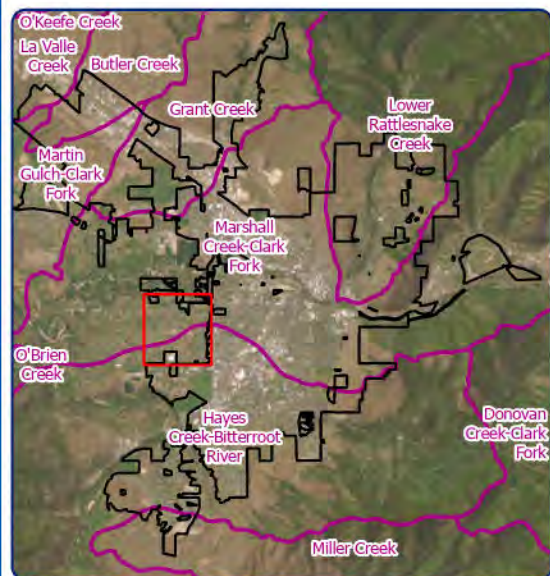 O'Keefe Creek
La Valle
Creek
Butler Creek
Grant Creek
Lower
Rattlesnake
Creek
Martin
Gulch-Clark
Fork
Marshall
Creek-Clark
Fork
O'Brien
Creek
Hayes
Creek-Bitterroot
River
Donovan
Creek-Clark
Fork
Miller Creek